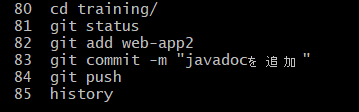 80 cd training/
81 git status
82 git add web-app2
83 git commit -m "javadocを追加"
84 git push
85 history